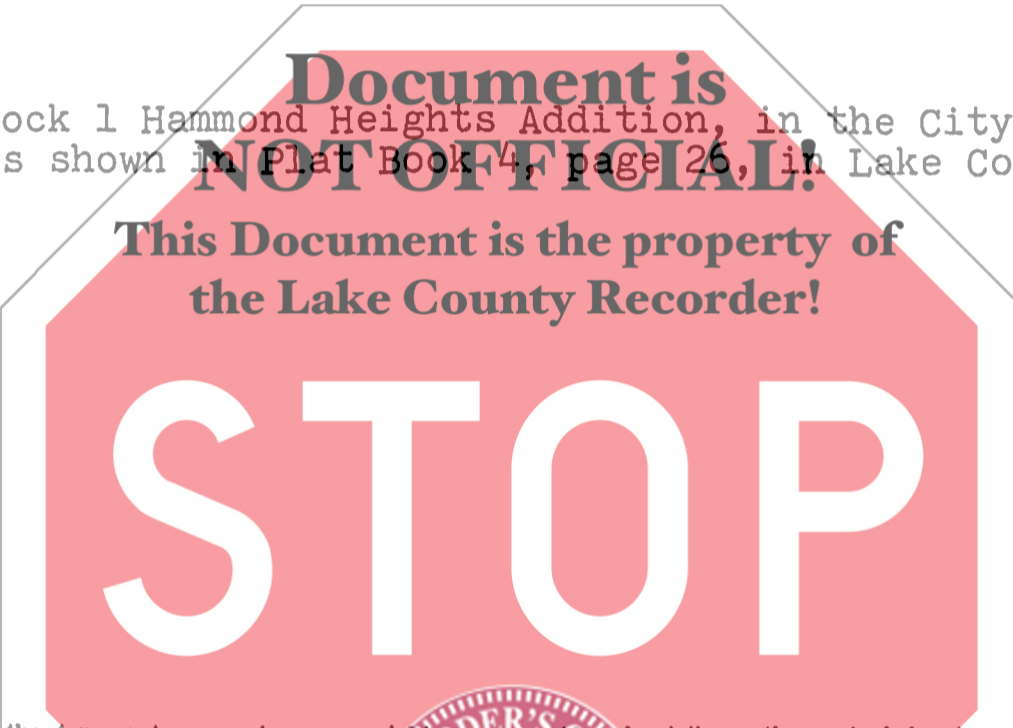 Document is
ock 1 Hammond Heights Addition, in the City
NOT OFFICIAL!
s shown in Plat Book 4, page 26, in Lake Co
This Document is the property of
the Lake County Recorder!
STOP
DER'S